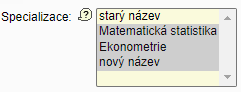 Specializace: ? starý název
Matematická statistika
Ekonometrie
nový název